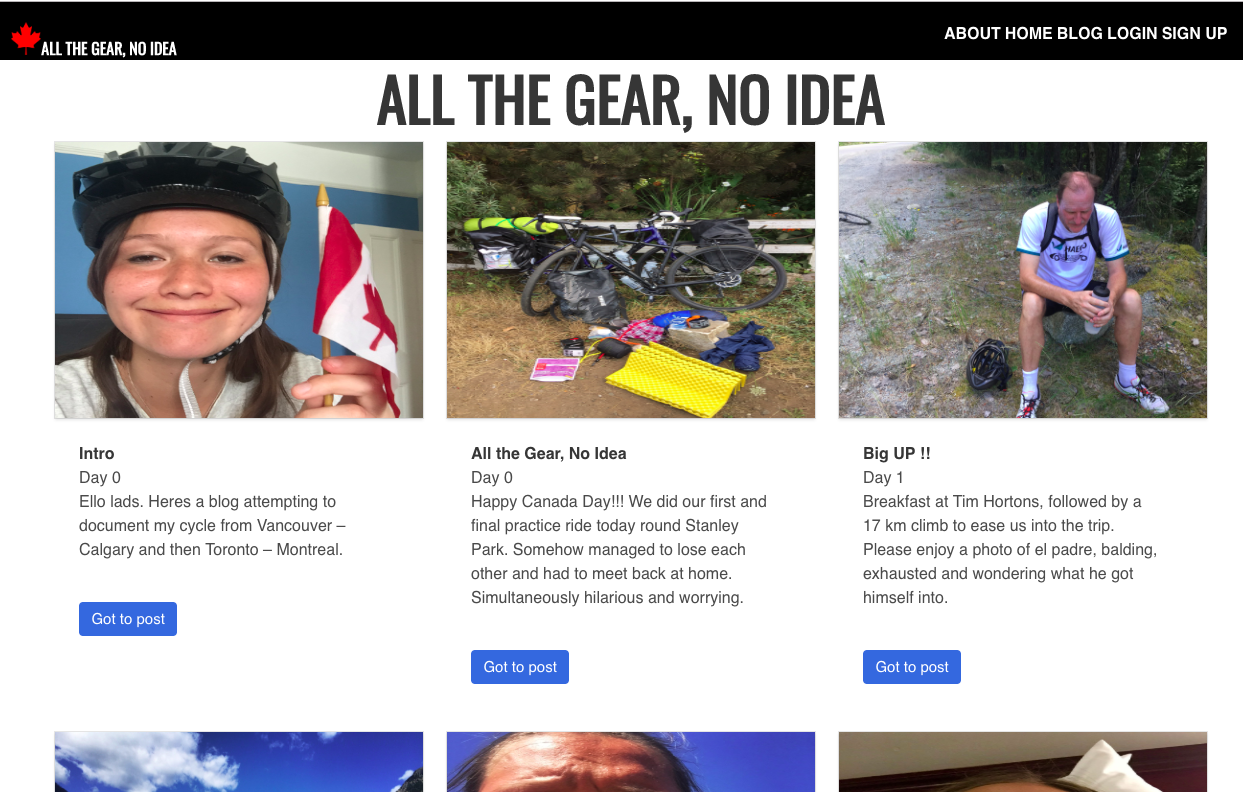 ALL THE GEAR, NO IDEA
ABOUT HOME BLOG LOGIN SIGN UP
ALL THE GEAR, NO IDEA
Intro
Day 0
Ello lads. Heres a blog attempting to
document my cycle from Vancouver –
Calgary and then Toronto – Montreal.
Got to post
All the Gear, No Idea
Day 0
Happy Canada Day!!! We did our first and
final practice ride today round Stanley
Park. Somehow managed to lose each
other and had to meet back at home.
Simultaneously hilarious and worrying.
Got to post
Big UP !!
Day 1
Breakfast at Tim Hortons, followed by a
17 km climb to ease us into the trip.
Please enjoy a photo of el padre, balding,
exhausted and wondering what he got
himself into.
Got to post